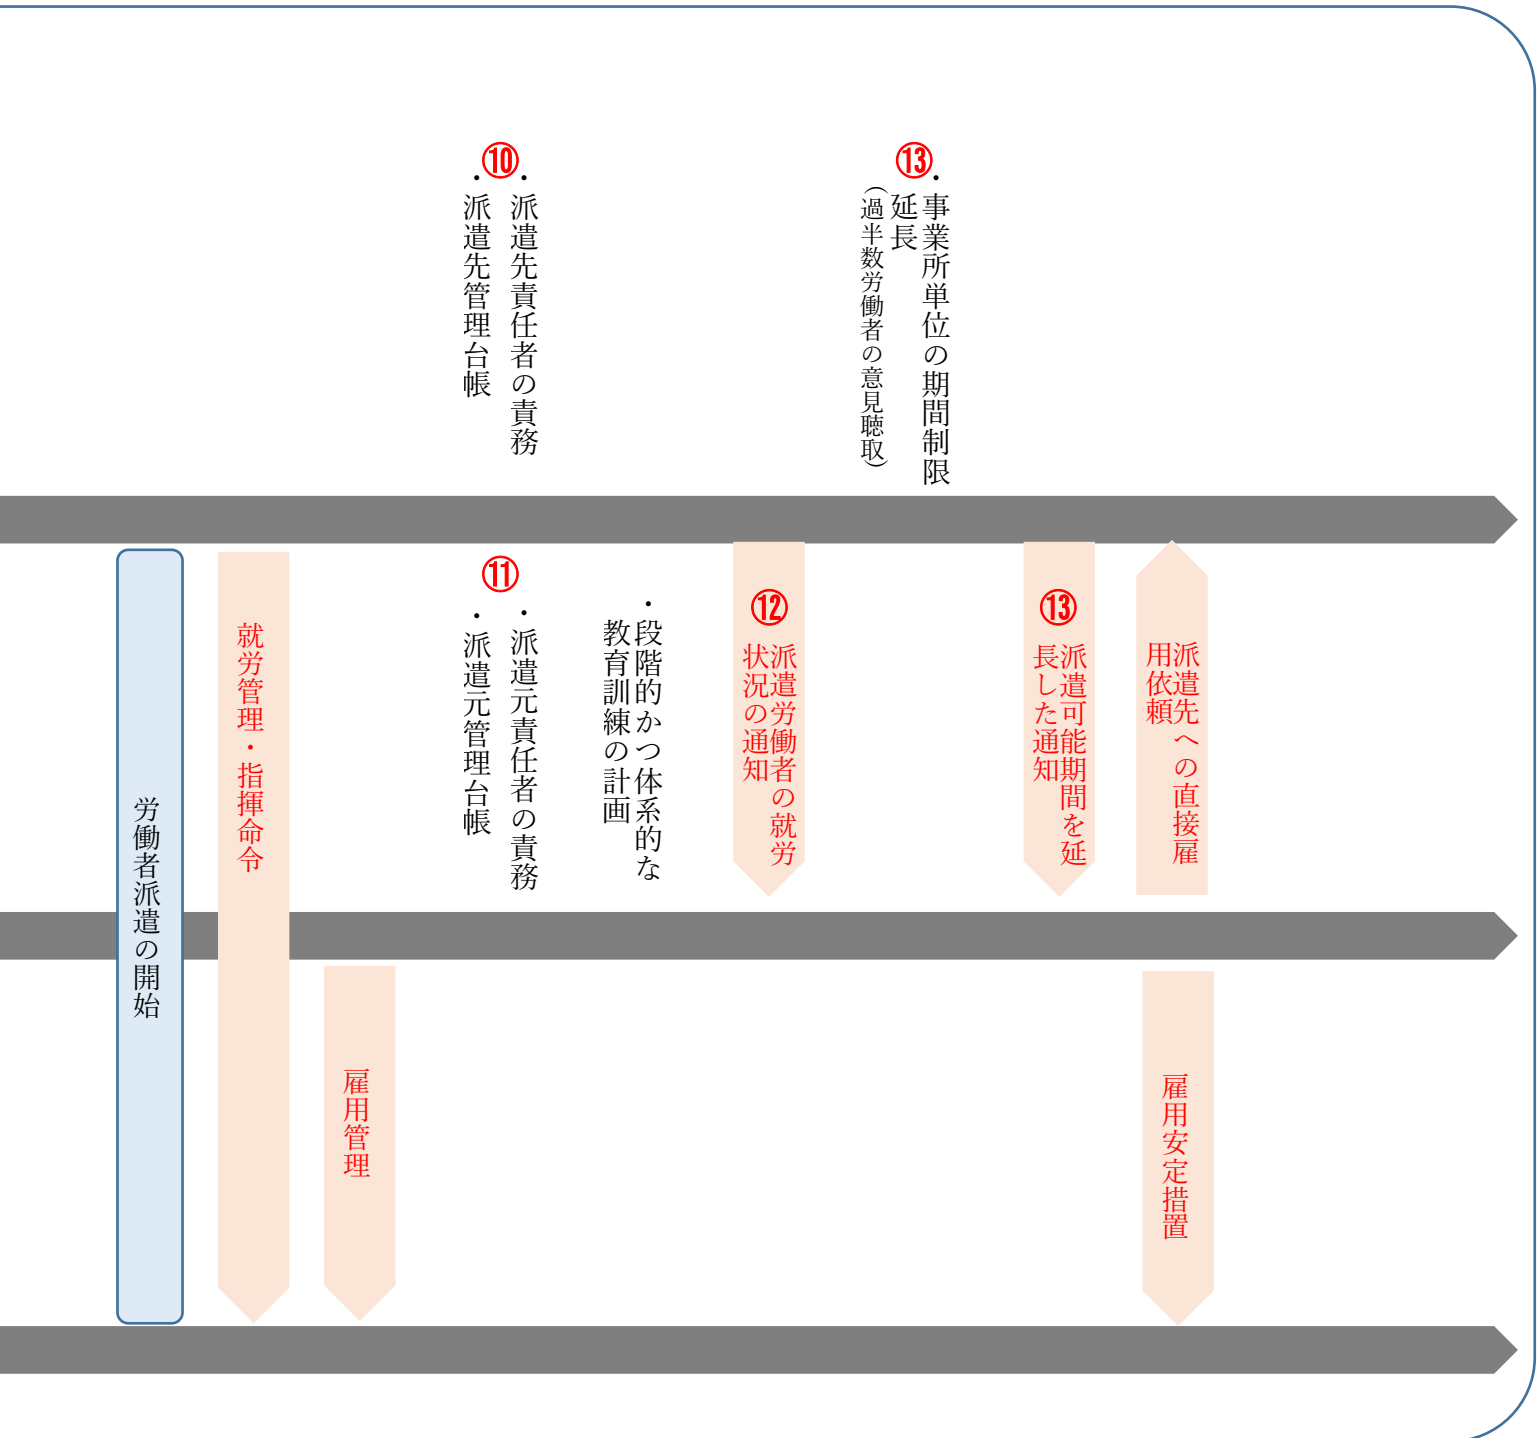 ⑩
・派遣先責任者の責務
・派遣先管理台帳
⑬
・事業所単位の期間制限
延長
（過半数労働者の意見聴取）
労働者派遣の開始
就労管理・指揮命令
雇用管理
⑪
・派遣元責任者の責務
・派遣元管理台帳
・段階的かつ体系的な
教育訓練の計画
⑫
派遣労働者の就労
状況の通知
⑬
派遣可能期間を延
長した通知
派遣先への直接雇
用依頼
雇用安定措置